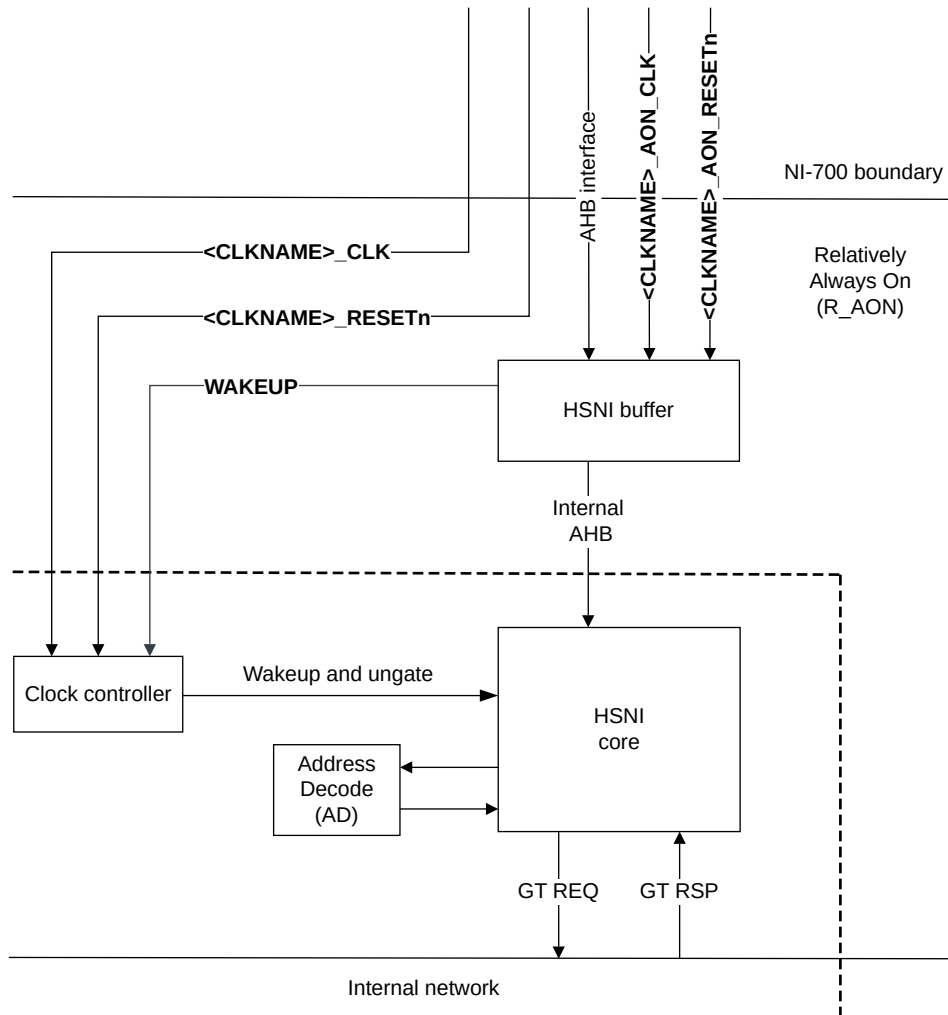 AHB interface
<CLKNAME>_AON_CLK
<CLKNAME>_AON_RESETn
NI-700 boundary
<CLKNAME>_CLK
Relatively
Always On
(R_AON)
<CLKNAME>_RESETn
WAKEUP
HSNI buffer
Internal
AHB
Clock controller
Wakeup and ungate
HSNI
core
Address
Decode
(AD)
GT REQ
GT RSP
Internal network